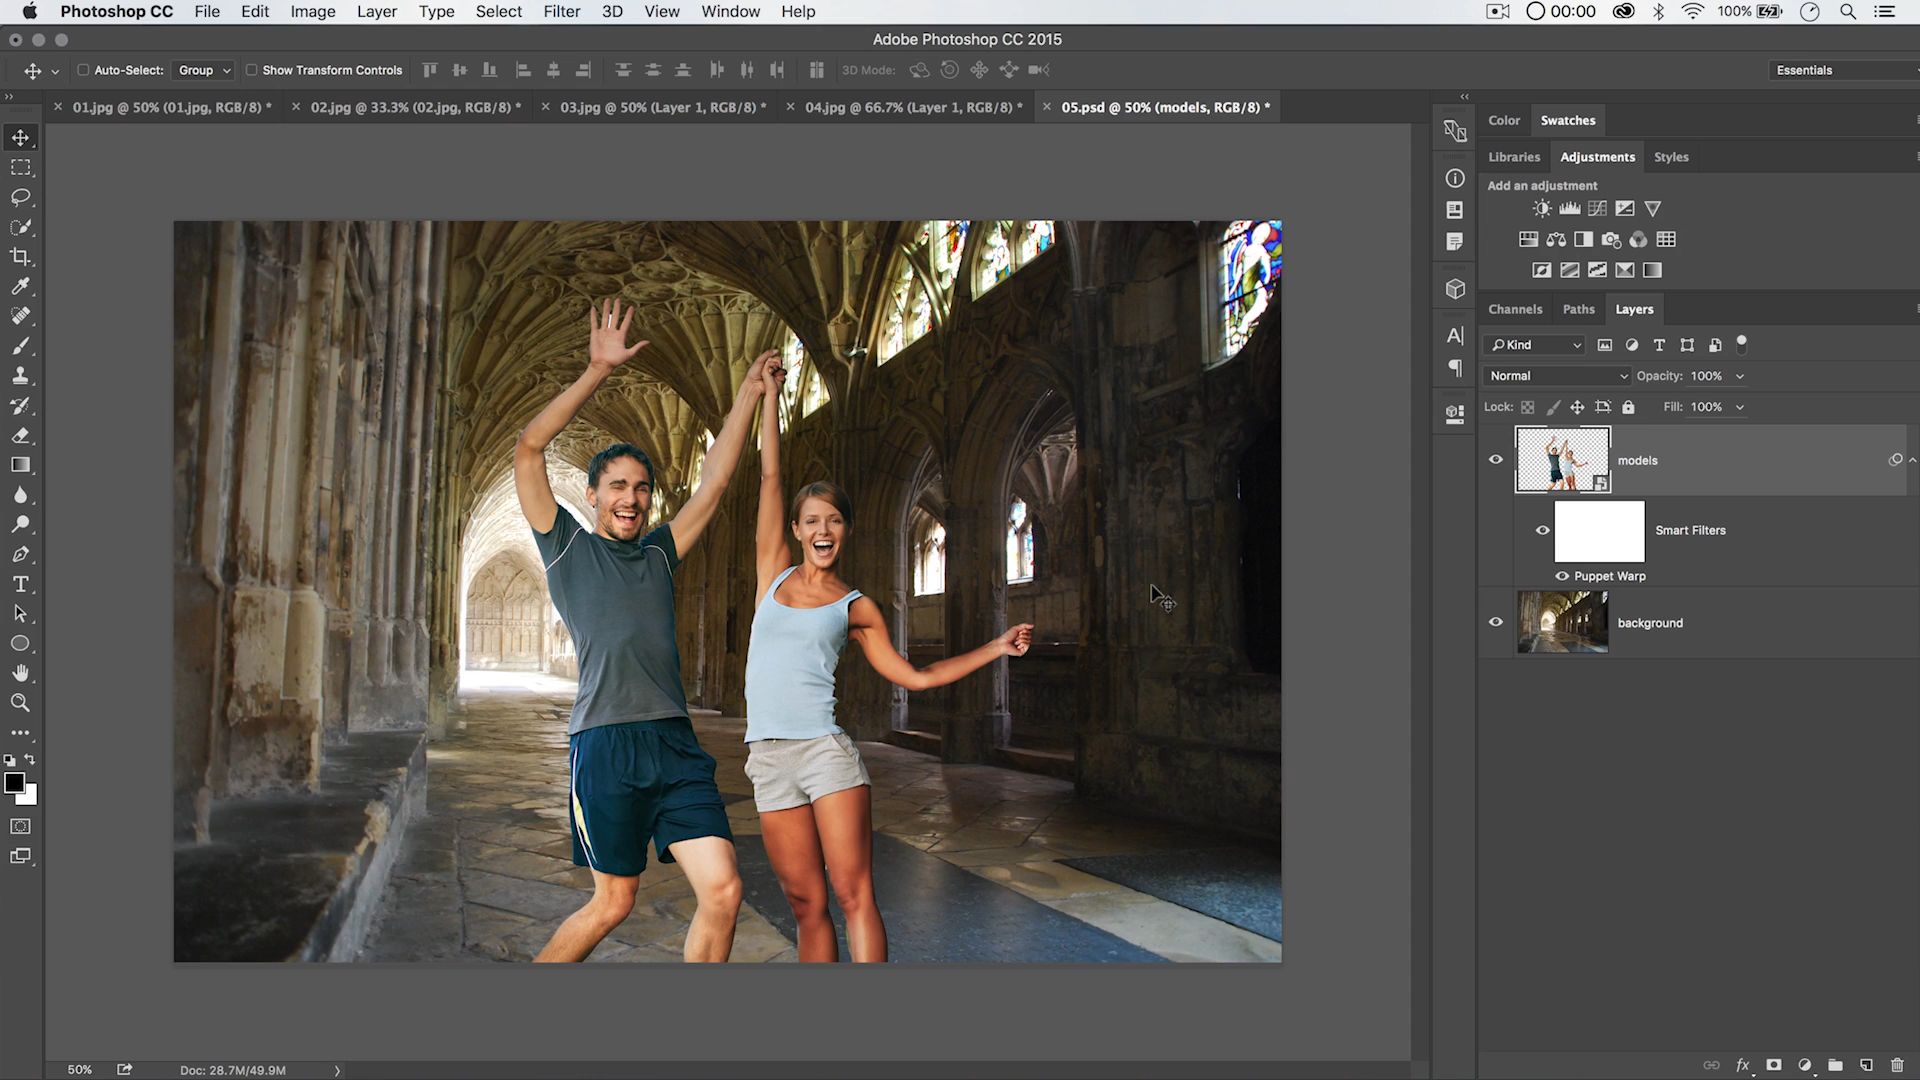 Photoshop CC File Edit Image Layer Type Select Filter 3D View Window Help 00:00 100%
Adobe Photoshop CC 2015
Auto-Select: Group Show Transform Controls 3D Mode: Essentials
01.jpg @ 50% (01.jpg, RGB/8) * 02.jpg @ 33.3% (02.jpg, RGB/8) * 03.jpg @ 50% (Layer 1, RGB/8) * 04.jpg @ 66.7% (Layer 1, RGB/8) * 05.psd @ 50% (models, RGB/8) *
Color Swatches
Libraries Adjustments Styles
Add an adjustment
Channels Paths Layers
Kind
Normal Opacity: 100%
Lock: Fill: 100%
models
Smart Filters
Puppet Warp
background
50% Doc: 28.7M/49.9M